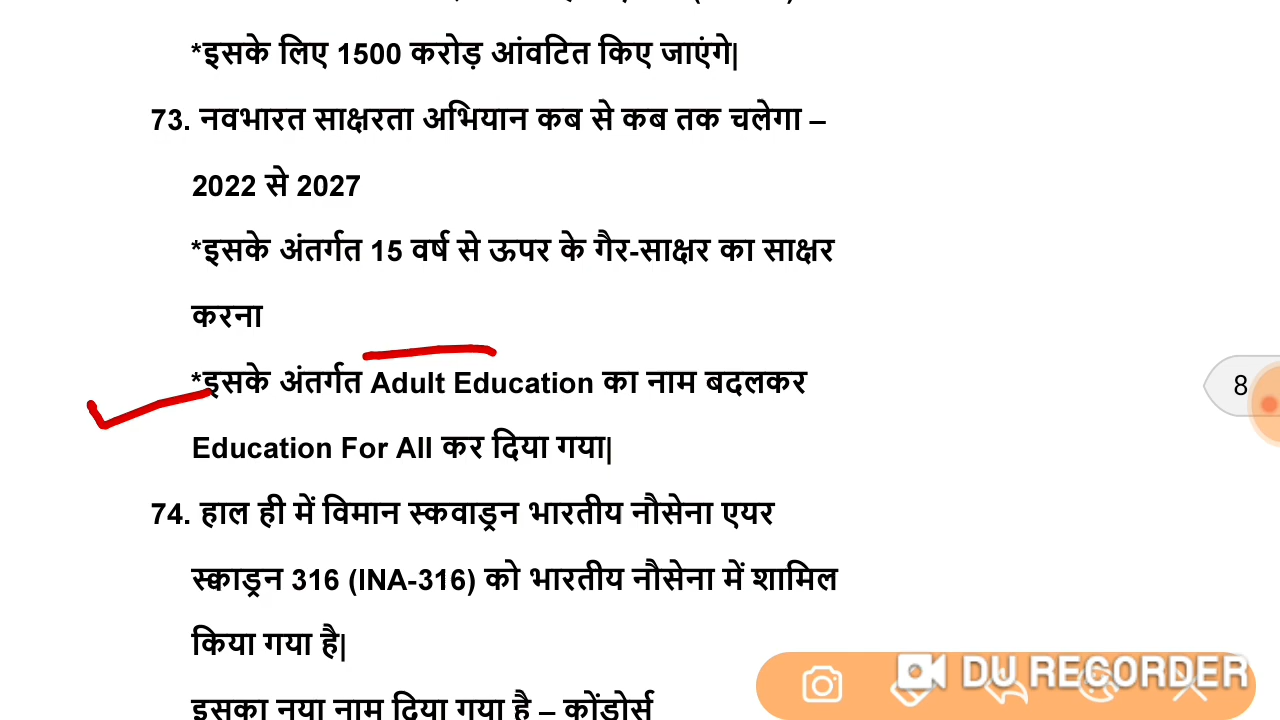 *इसके लिए 1500 करोड़ आंवटित किए जाएंगे|
73. नवभारत साक्षरता अभियान कब से कब तक चलेगा –
2022 से 2027
*इसके अंतर्गत 15 वर्ष से ऊपर के गैर-साक्षर का साक्षर
करना
*इसके अंतर्गत Adult Education का नाम बदलकर
8
Education For All कर दिया गया|
74. हाल ही में विमान स्कवाड्रन भारतीय नौसेना एयर
स्क्वाड्रन 316 (INA-316) को भारतीय नौसेना में शामिल
किया गया है|
DU RECORDER
इसका नया नाम दिया गया है – कोंडोर्स